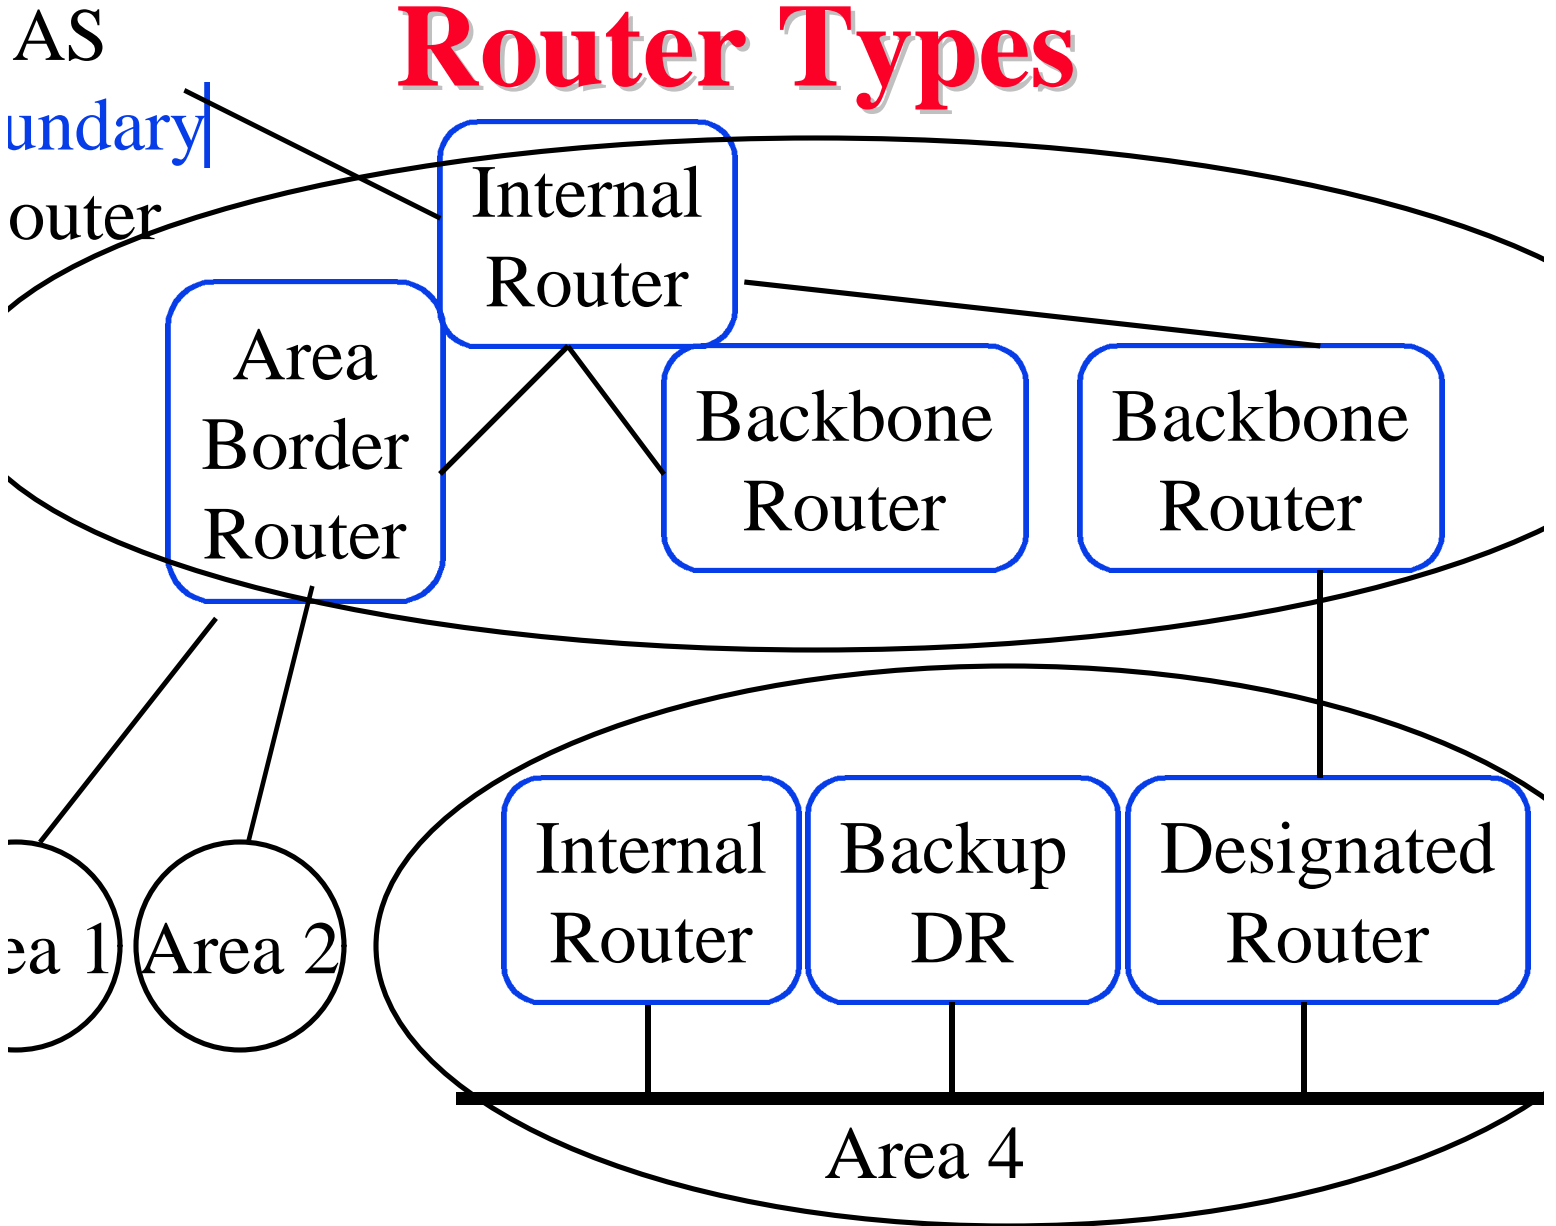 Router Types
AS
undary
outer
Internal
Router
Area
Border
Router
Backbone
Router
Backbone
Router
Internal
Router
Backup
DR
Designated
Router
ea 1
Area 2
Area 4